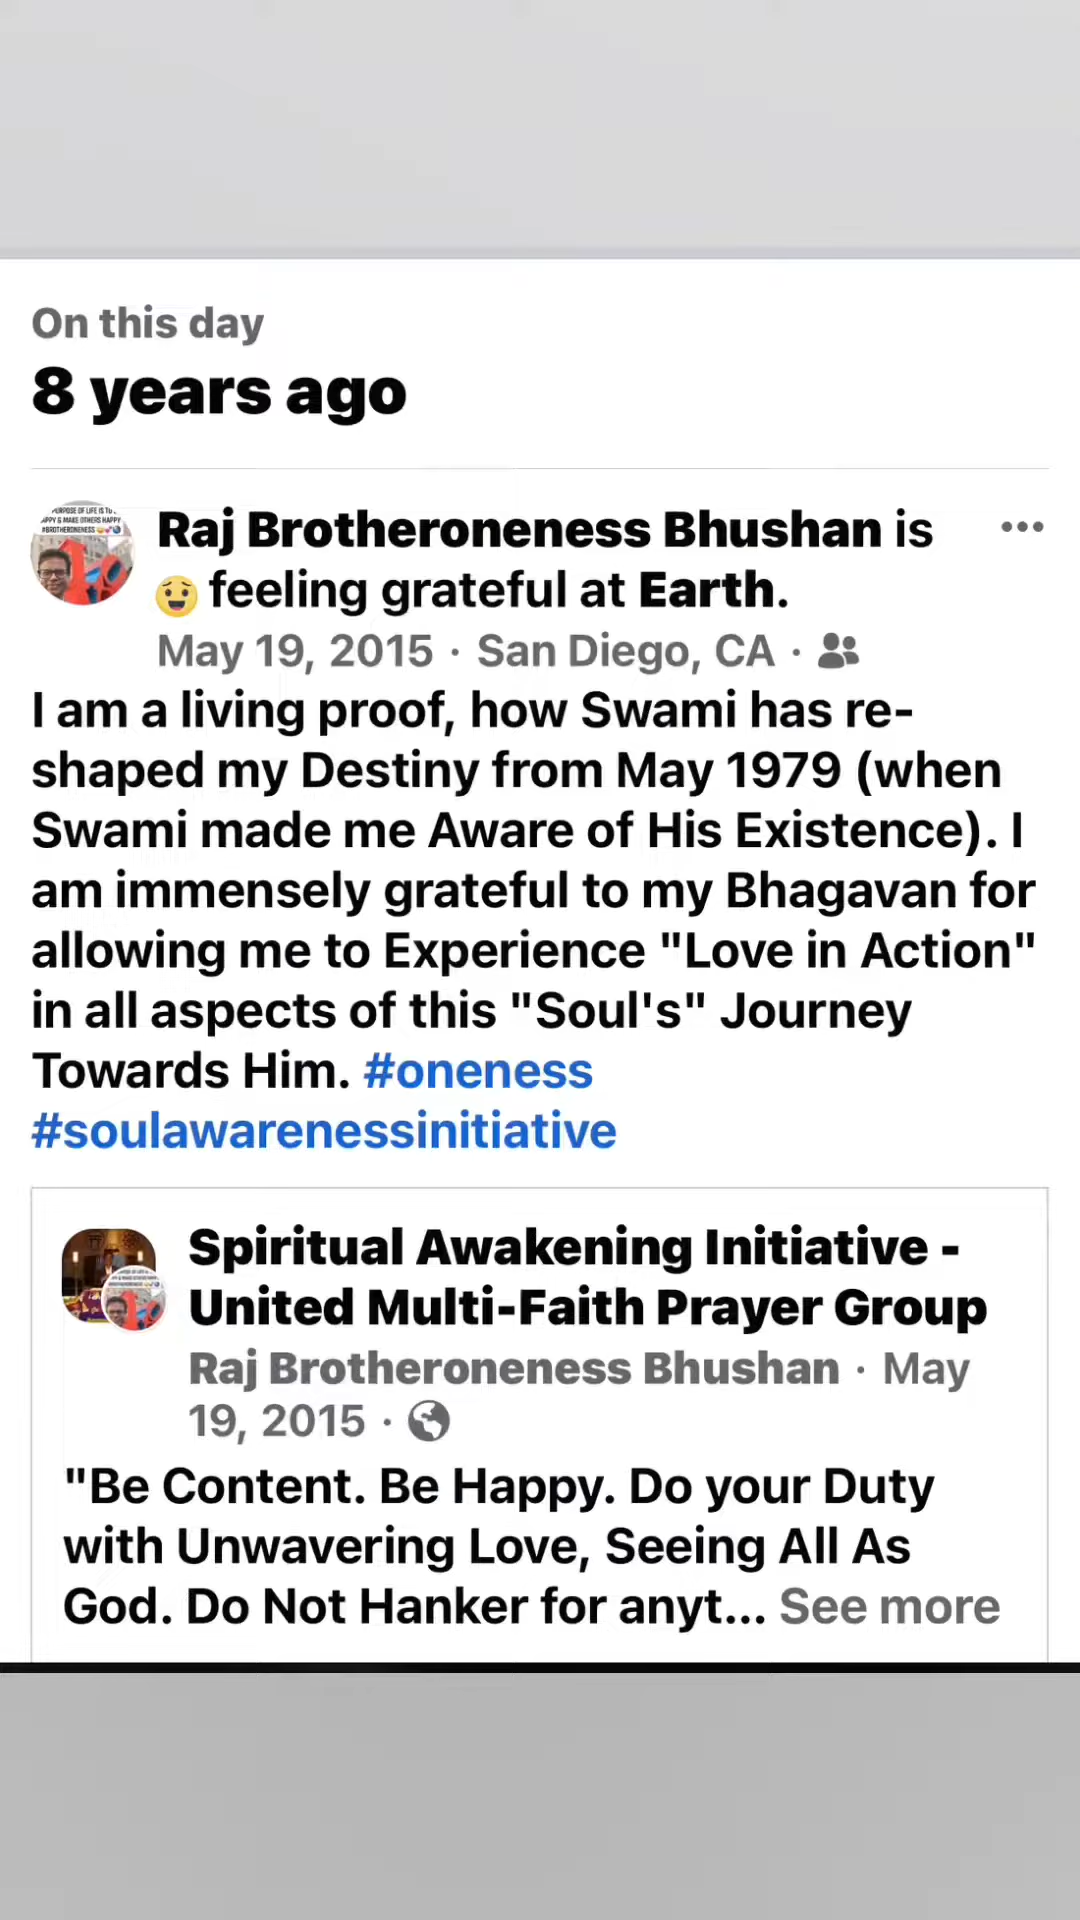 On this day
8 years ago
Raj Brotheroneness Bhushan is
feeling grateful at Earth.
May 19, 2015 · San Diego, CA ·
I am a living proof, how Swami has re-
shaped my Destiny from May 1979 (when
Swami made me Aware of His Existence). I
am immensely grateful to my Bhagavan for
allowing me to Experience "Love in Action"
in all aspects of this "Soul's" Journey
Towards Him. #oneness
#soulawarenessinitiative
Spiritual Awakening Initiative -
United Multi-Faith Prayer Group
Raj Brotheroneness Bhushan · May
19, 2015 ·
"Be Content. Be Happy. Do your Duty
with Unwavering Love, Seeing All As
God. Do Not Hanker for anyt... See more